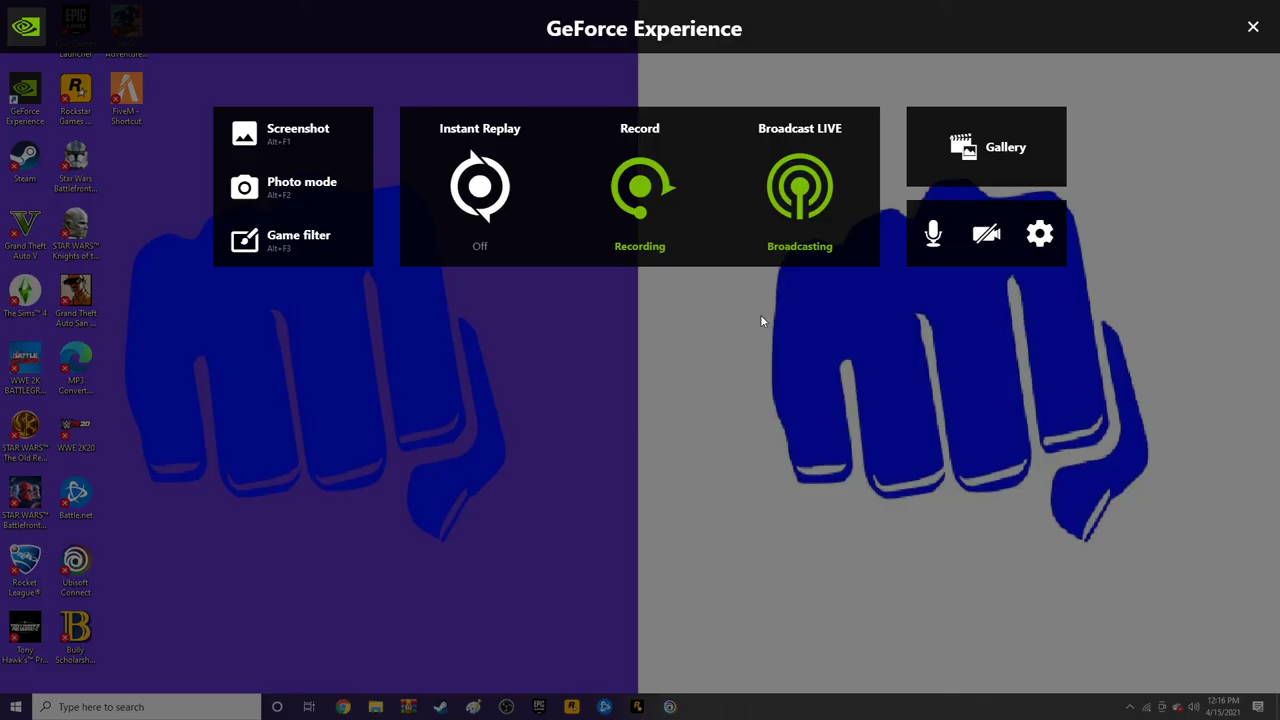 GeForce Experience
Screenshot
Alt+F1
Photo mode
Alt+F2
Game filter
Alt+F3
Instant Replay
Off
Record
Recording
Broadcast LIVE
Broadcasting
Gallery
EPIC
GeForce
Experience
Rockstar
Games ...
FiveM -
Shortcut
Steam
Star Wars
Battlefront...
Grand Theft
Auto V
STAR WARS™
Knights of...
The Sims™ 4
Grand Theft
Auto San ...
WWE 2K
BATTLEGR...
MP3
Convert...
STAR WARS™
The Old Re...
WWE 2K20
STAR WARS™
Battlefront...
Battle.net
Rocket
League®
Ubisoft
Connect
Tony
Hawk's™ Pr...
Bully
Scholarsh...
Type here to search
12:16 PM
4/15/2021